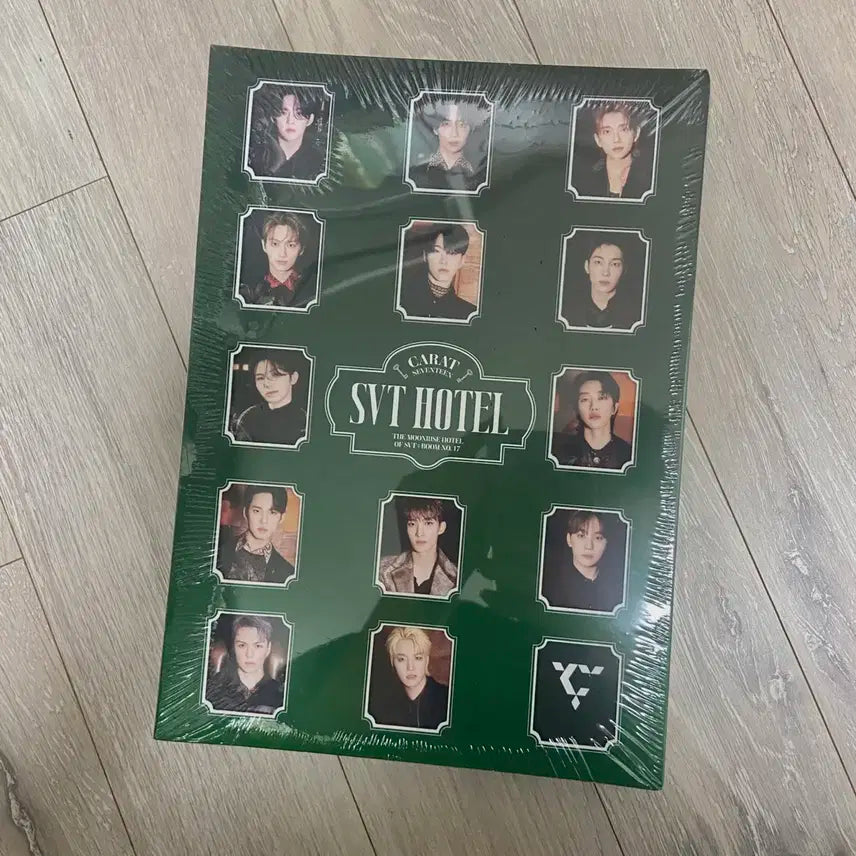 CARAT
SEVENTEEN
SVT HOTEL
THE MOONRISE HOTEL
OF SVT : ROOM NO. 17